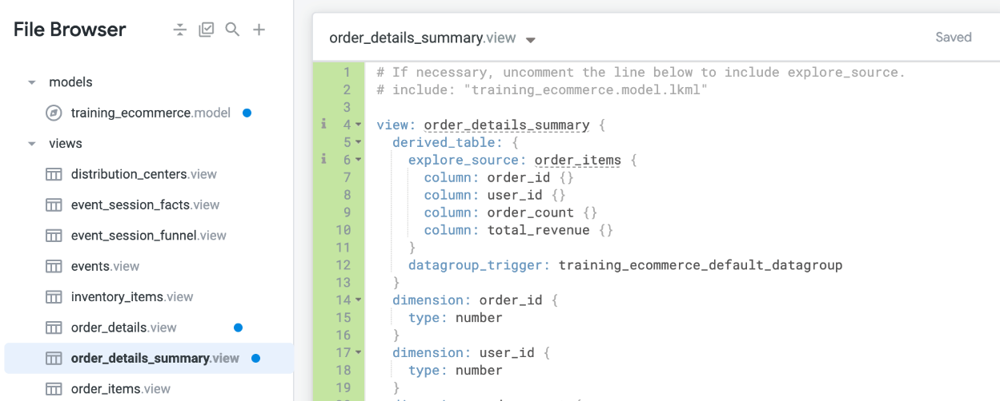 File Browser
models
training_ecommerce.model
views
distribution_centers.view
event_session_facts.view
event_session_funnel.view
events.view
inventory_items.view
order_details.view
order_details_summary.view
order_items.view
order_details_summary.view
Saved
1 # If necessary, uncomment the line below to include explore_source.
2 # include: "training_ecommerce.model.lkml"
3
4 view: order_details_summary {
5 derived_table: {
6 explore_source: order_items {
7 column: order_id {}
8 column: user_id {}
9 column: order_count {}
10 column: total_revenue {}
11 }
12 datagroup_trigger: training_ecommerce_default_datagroup
13 }
14 dimension: order_id {
15 type: number
16 }
17 dimension: user_id {
18 type: number
19 }